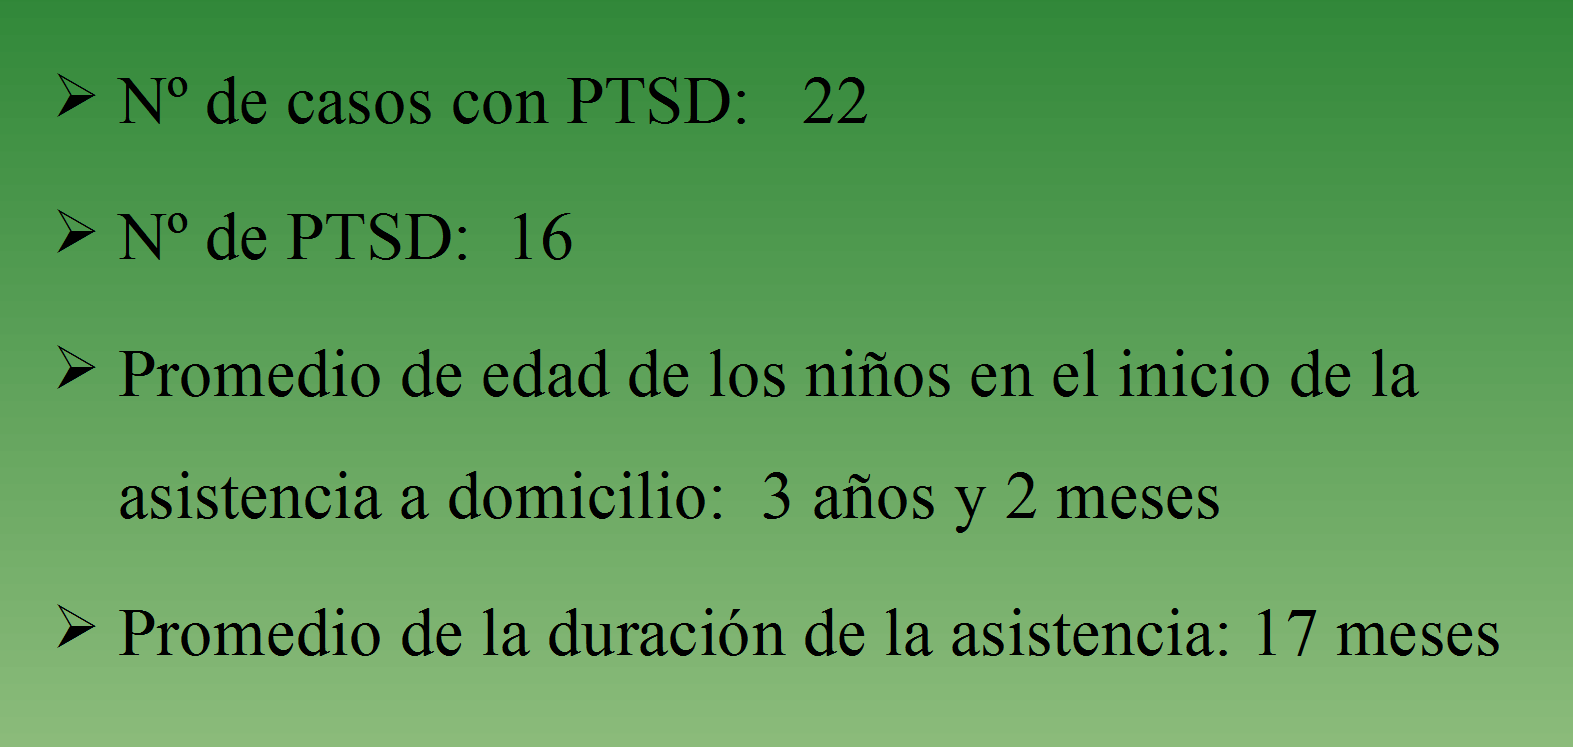 ➢ Nº de casos con PTSD: 22
➢ Nº de PTSD: 16
➢ Promedio de edad de los niños en el inicio de la
asistencia a domicilio: 3 años y 2 meses
➢ Promedio de la duración de la asistencia: 17 meses